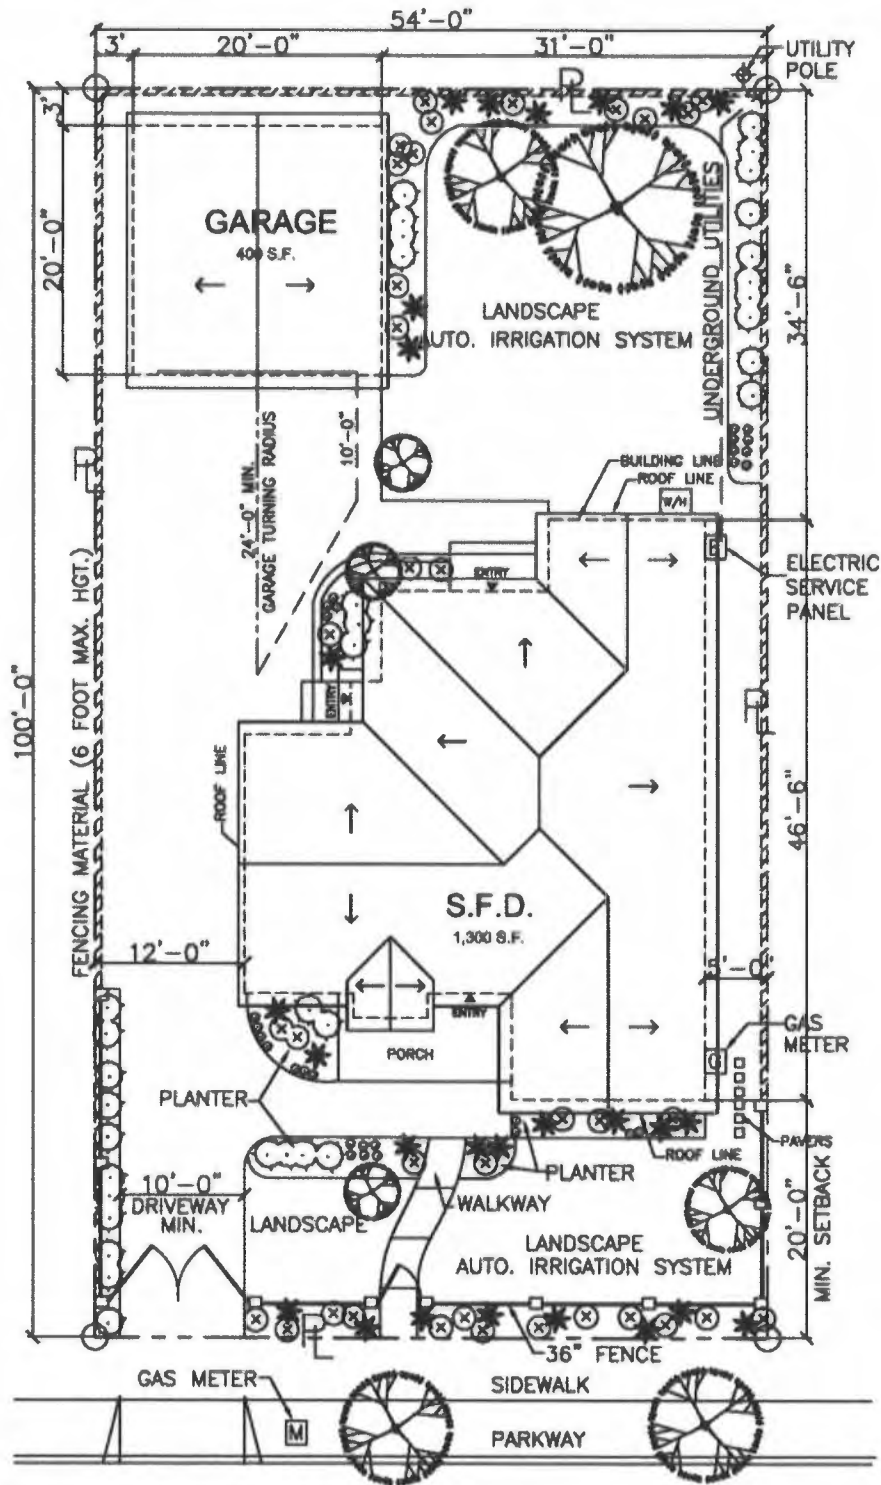 54'-0"
3'
20'-0"
31'-0"
UTILITY
POLE
PL
3'
20'-0"
GARAGE
400 S.F.
LANDSCAPE
AUTO. IRRIGATION SYSTEM
UNDERGROUND UTILITIES
34'-6"
24'-0" MIN.
GARAGE TURNING RADIUS
10'-0"
BUILDING LINE
ROOF LINE
W/H
E
ELECTRIC
SERVICE
PANEL
ENTRY
PL
100'-0"
FENCING MATERIAL (6 FOOT MAX. HGT.)
ENTRY
PL
ROOF LINE
46'-6"
S.F.D.
1,300 S.F.
12'-0"
ENTRY
PORCH
G
GAS
METER
PLANTER
PAVERS
ROOF LINE
PLANTER
10'-0"
DRIVEWAY
MIN.
WALKWAY
LANDSCAPE
LANDSCAPE
AUTO. IRRIGATION SYSTEM
20'-0"
MIN. SETBACK
PL
36" FENCE
GAS METER
M
SIDEWALK
PARKWAY